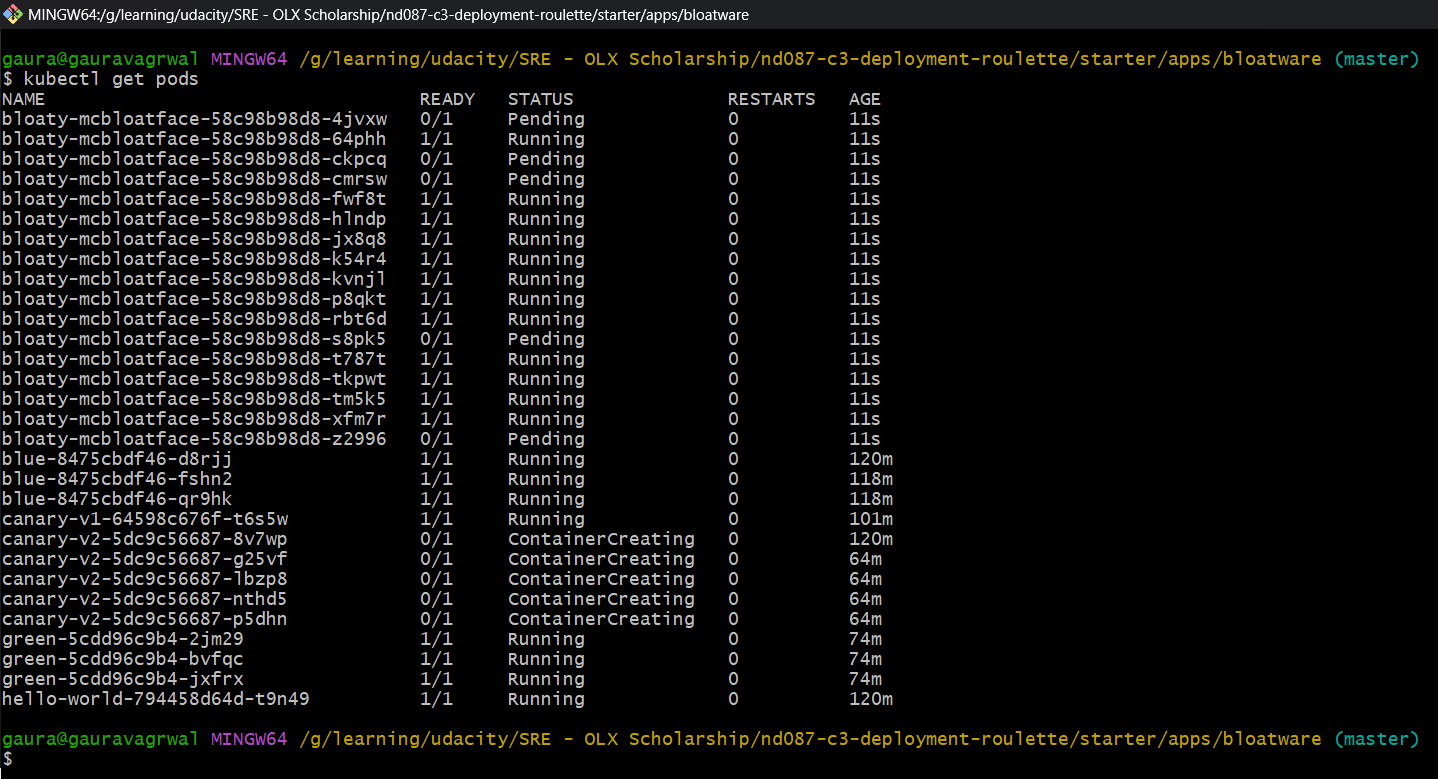 MINGW64:/g/learning/udacity/SRE - OLX Scholarship/nd087-c3-deployment-roulette/starter/apps/bloatware
gaura@gauravagrwal MINGW64 /g/learning/udacity/SRE - OLX Scholarship/nd087-c3-deployment-roulette/starter/apps/bloatware (master)
$ kubectl get pods
NAME READY STATUS RESTARTS AGE
bloaty-mcbloatface-58c98b98d8-4jvxw 0/1 Pending 0 11s
bloaty-mcbloatface-58c98b98d8-64phh 1/1 Running 0 11s
bloaty-mcbloatface-58c98b98d8-ckpcq 0/1 Pending 0 11s
bloaty-mcbloatface-58c98b98d8-cmrsw 0/1 Pending 0 11s
bloaty-mcbloatface-58c98b98d8-fwf8t 1/1 Running 0 11s
bloaty-mcbloatface-58c98b98d8-hlndp 1/1 Running 0 11s
bloaty-mcbloatface-58c98b98d8-jx8q8 1/1 Running 0 11s
bloaty-mcbloatface-58c98b98d8-k54r4 1/1 Running 0 11s
bloaty-mcbloatface-58c98b98d8-kvnjl 1/1 Running 0 11s
bloaty-mcbloatface-58c98b98d8-p8qkt 1/1 Running 0 11s
bloaty-mcbloatface-58c98b98d8-rbt6d 1/1 Running 0 11s
bloaty-mcbloatface-58c98b98d8-s8pk5 0/1 Pending 0 11s
bloaty-mcbloatface-58c98b98d8-t787t 1/1 Running 0 11s
bloaty-mcbloatface-58c98b98d8-tkpwt 1/1 Running 0 11s
bloaty-mcbloatface-58c98b98d8-tm5k5 1/1 Running 0 11s
bloaty-mcbloatface-58c98b98d8-xfm7r 1/1 Running 0 11s
bloaty-mcbloatface-58c98b98d8-z2996 0/1 Pending 0 11s
blue-8475cbdf46-d8rjj 1/1 Running 0 120m
blue-8475cbdf46-fshn2 1/1 Running 0 118m
blue-8475cbdf46-qr9hk 1/1 Running 0 118m
canary-v1-64598c676f-t6s5w 1/1 Running 0 101m
canary-v2-5dc9c56687-8v7wp 0/1 ContainerCreating 0 120m
canary-v2-5dc9c56687-g25vf 0/1 ContainerCreating 0 64m
canary-v2-5dc9c56687-lbzp8 0/1 ContainerCreating 0 64m
canary-v2-5dc9c56687-nthd5 0/1 ContainerCreating 0 64m
canary-v2-5dc9c56687-p5dhn 0/1 ContainerCreating 0 64m
green-5cdd96c9b4-2jm29 1/1 Running 0 74m
green-5cdd96c9b4-bvfqc 1/1 Running 0 74m
green-5cdd96c9b4-jxfrx 1/1 Running 0 74m
hello-world-794458d64d-t9n49 1/1 Running 0 120m
gaura@gauravagrwal MINGW64 /g/learning/udacity/SRE - OLX Scholarship/nd087-c3-deployment-roulette/starter/apps/bloatware (master)
$